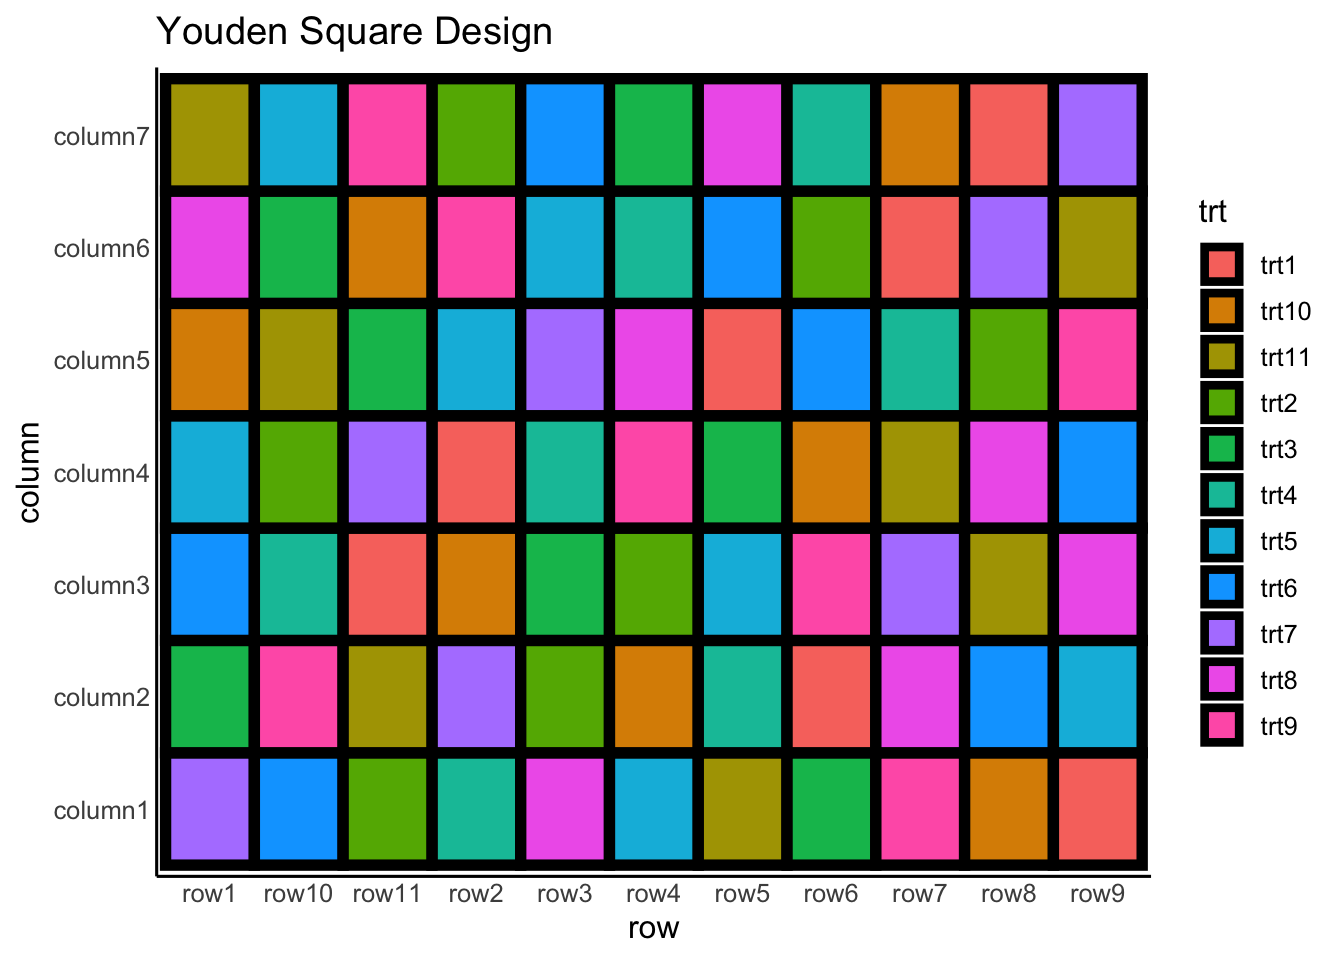 Youden Square Design
column7
column6
column5
column4
column3
column2
column1
column
row1 row10 row11 row2 row3 row4 row5 row6 row7 row8 row9
row
trt
trt1
trt10
trt11
trt2
trt3
trt4
trt5
trt6
trt7
trt8
trt9